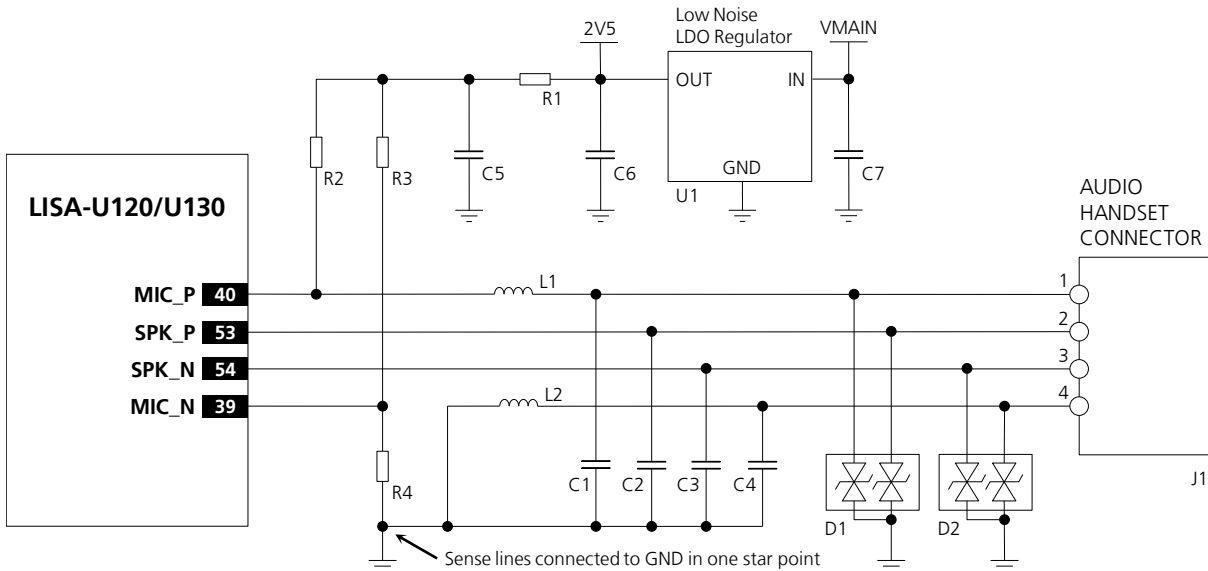 Low Noise
LDO Regulator
2V5
VMAIN
OUT
IN
R1
GND
U1
R2
R3
C5
C6
C7
LISA-U120/U130
AUDIO
HANDSET
CONNECTOR
MIC_P 40
L1
1
SPK_P 53
2
SPK_N 54
3
MIC_N 39
L2
4
R4
C1
C2
C3
C4
D1
D2
J1
Sense lines connected to GND in one star point